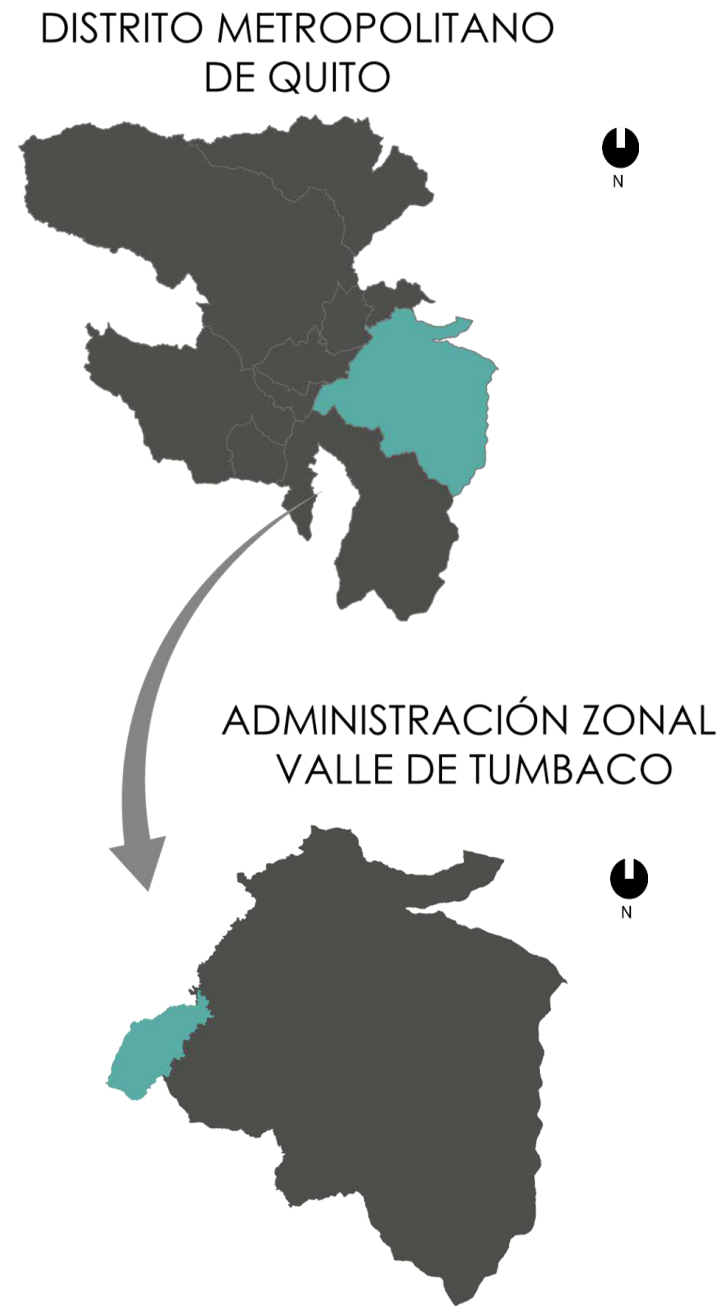 DISTRITO METROPOLITANO
DE QUITO
N
ADMINISTRACIÓN ZONAL
VALLE DE TUMBACO
N